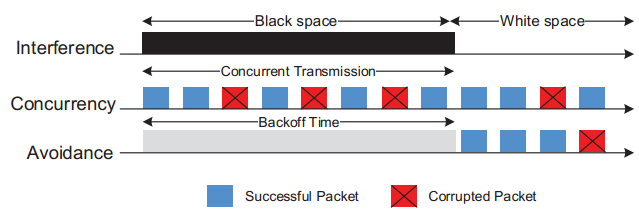 Black space
White space
Interference
Concurrent Transmission
Concurrency
Backoff Time
Avoidance
Successful Packet
Corrupted Packet